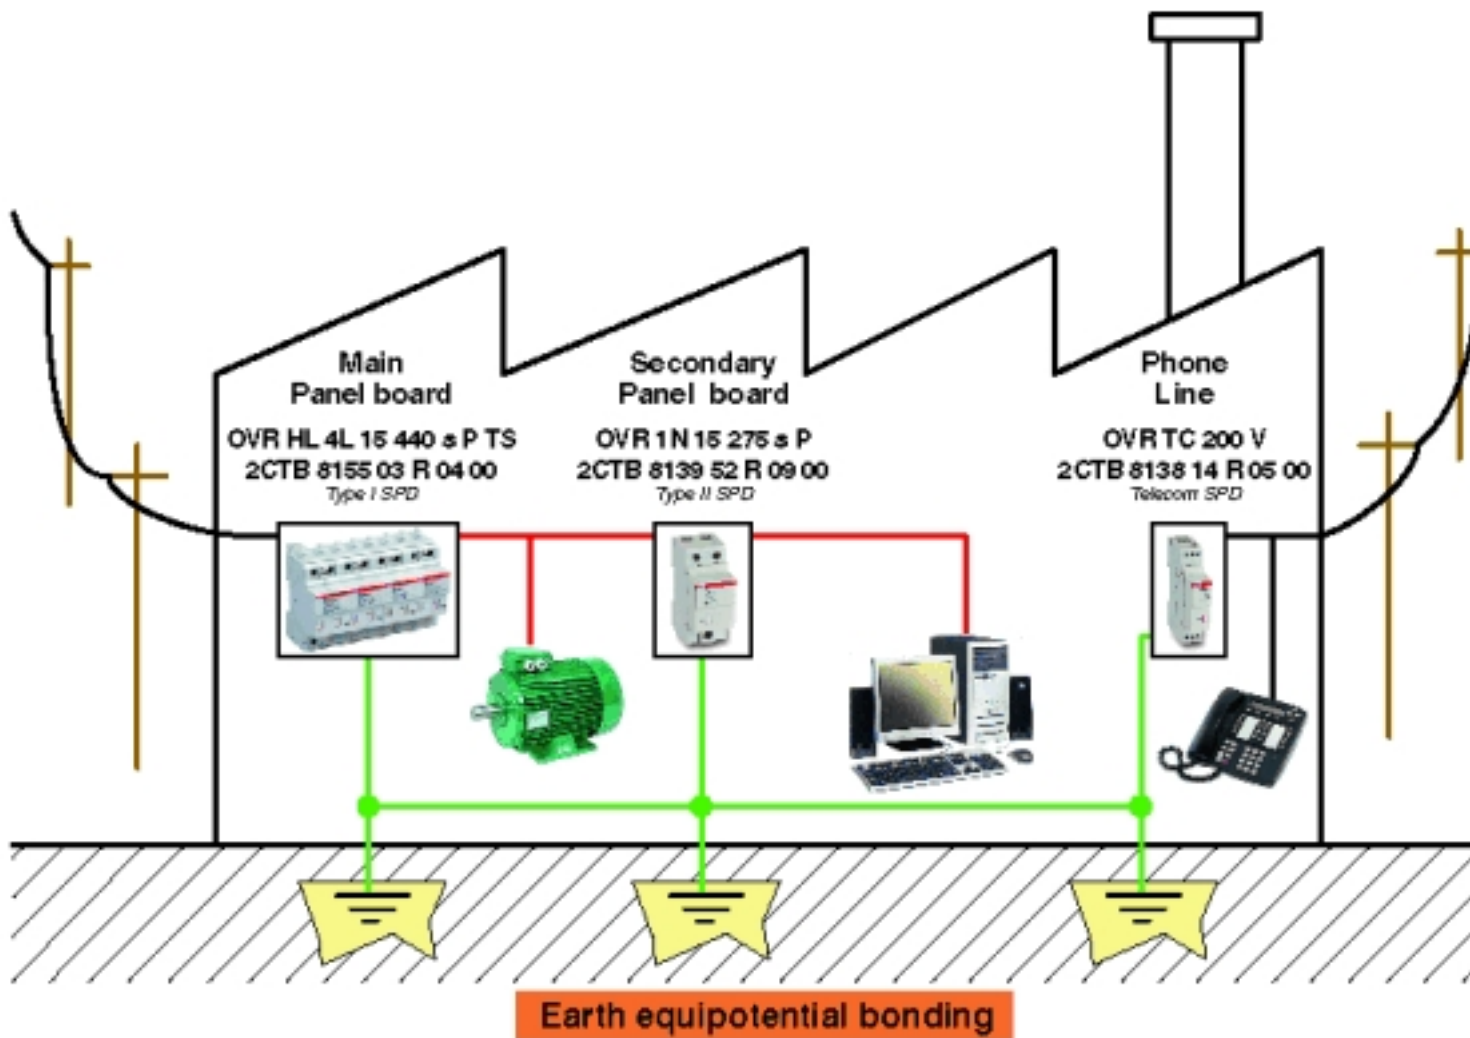 Main
Panel board
OVR HL 4L 15 440 s P TS
2CTB 8155 03 R 04 00
Type I SPD
Secondary
Panel board
OVR 1N 15 275 s P
2CTB 8139 52 R 09 00
Type II SPD
Phone
Line
OVR TC 200 V
2CTB 8138 14 R 05 00
Telecom SPD
Earth equipotential bonding